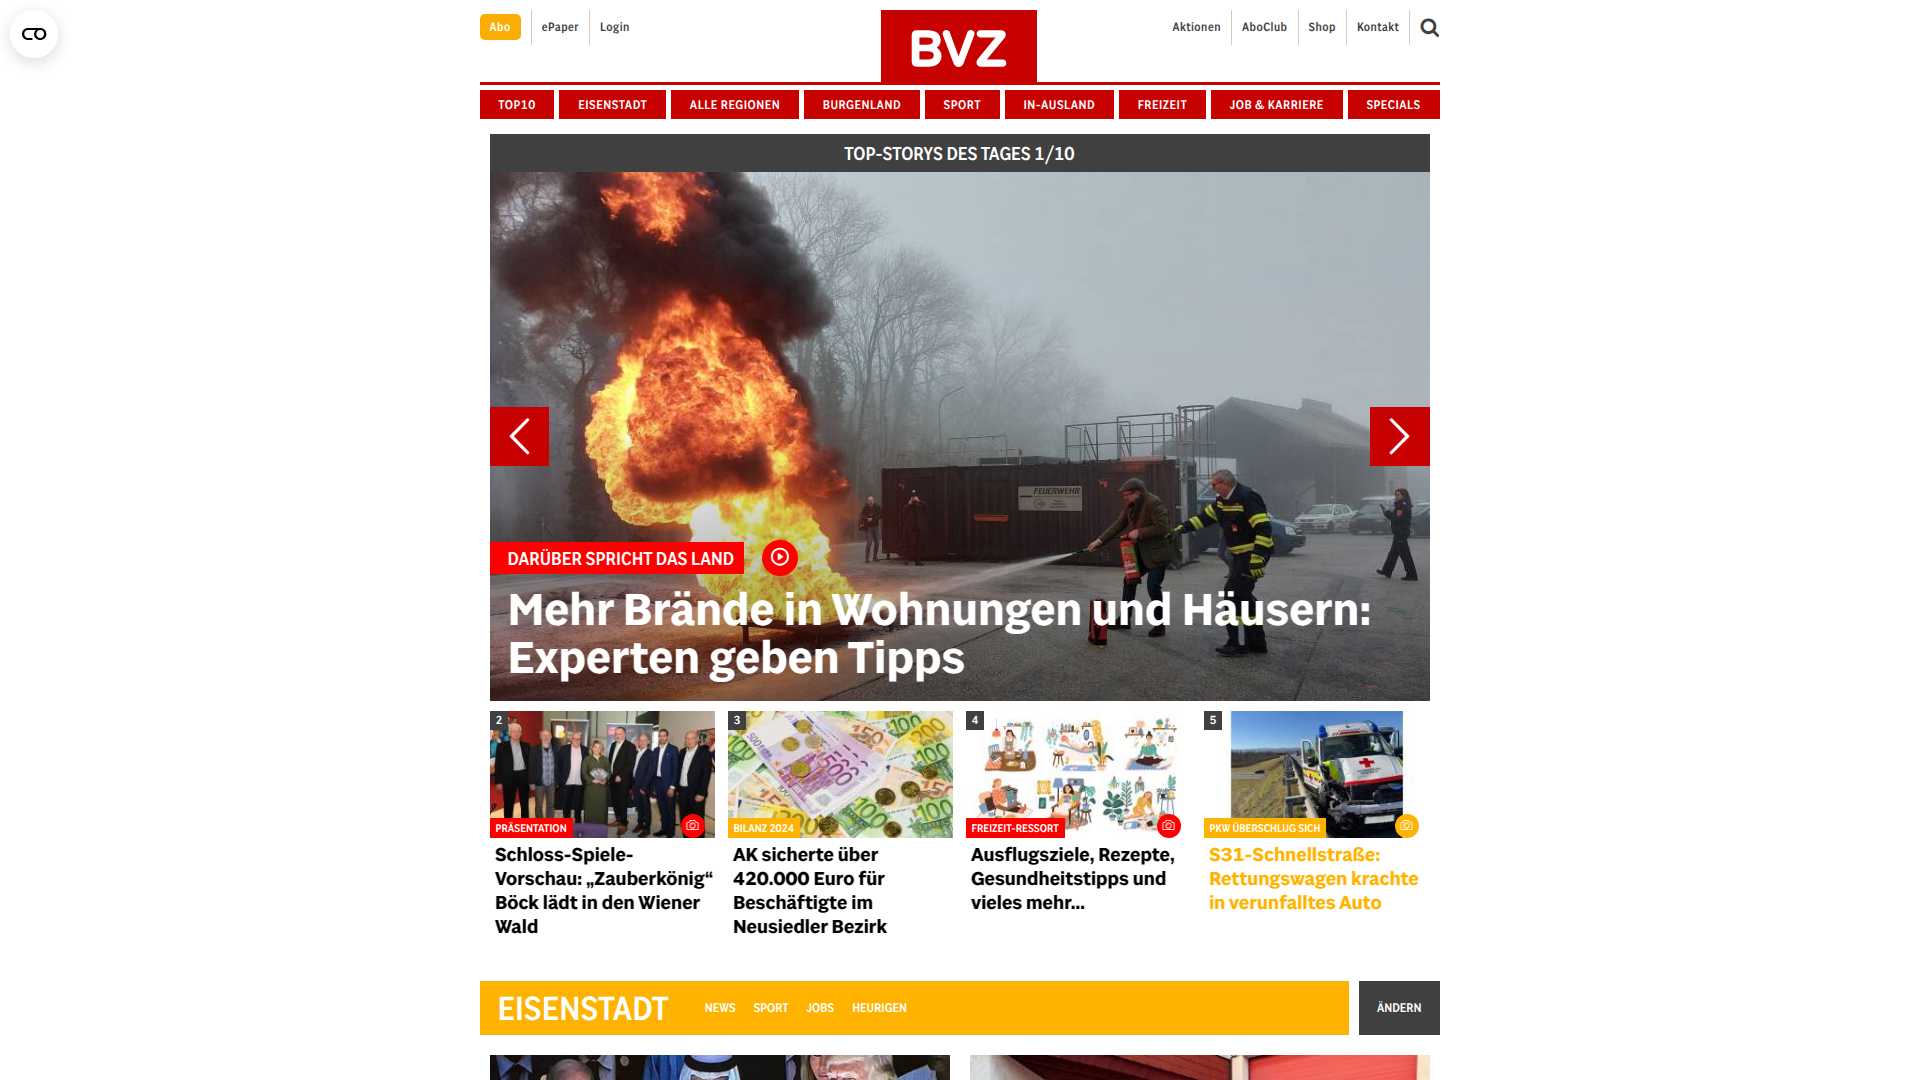 Abo
ePaper
Login
BVZ
Aktionen
AboClub
Shop
Kontakt
TOP10
EISENSTADT
ALLE REGIONEN
BURGENLAND
SPORT
IN-AUSLAND
FREIZEIT
JOB & KARRIERE
SPECIALS
TOP-STORYS DES TAGES 1/10
FEUERWEHR
DARÜBER SPRICHT DAS LAND
Mehr Brände in Wohnungen und Häusern:
Experten geben Tipps
2
PRÄSENTATION
Schloss-Spiele-
Vorschau: „Zauberkönig“
Böck lädt in den Wiener
Wald
3
BILANZ 2024
AK sicherte über
420.000 Euro für
Beschäftigte im
Neusiedler Bezirk
4
FREIZEIT-RESSORT
Ausflugsziele, Rezepte,
Gesundheitstipps und
vieles mehr...
5
PKW ÜBERSCHLUG SICH
S31-Schnellstraße:
Rettungswagen krachte
in verunfalltes Auto
EISENSTADT
NEWS
SPORT
JOBS
HEURIGEN
ÄNDERN